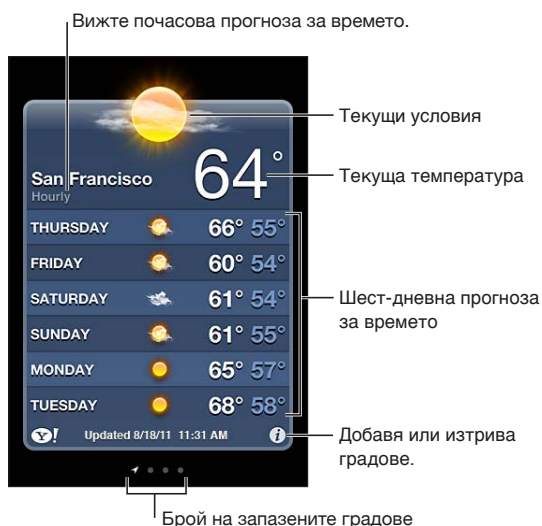 Вижте почасова прогноза за времето.
Текущи условия
64°
Текуща температура
San Francisco
Hourly
THURSDAY 66° 55°
FRIDAY 60° 54°
SATURDAY 61° 54°
Шест-дневна прогноза
за времето
SUNDAY 61° 55°
MONDAY 65° 57°
TUESDAY 68° 58°
Y! Updated 8/18/11 11:31 AM i
Добавя или изтрива
градове.
Брой на запазените градове